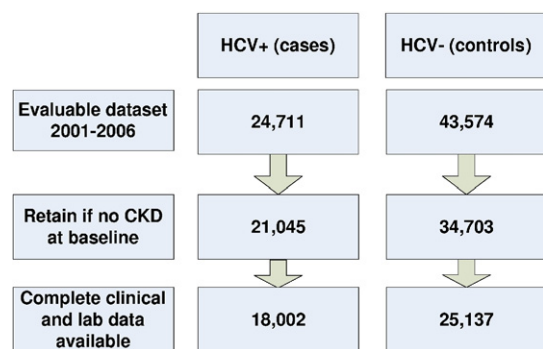 HCV+ (cases)
HCV- (controls)
Evaluable dataset
2001-2006
24,711
43,574
Retain if no CKD
at baseline
21,045
34,703
Complete clinical
and lab data
available
18,002
25,137